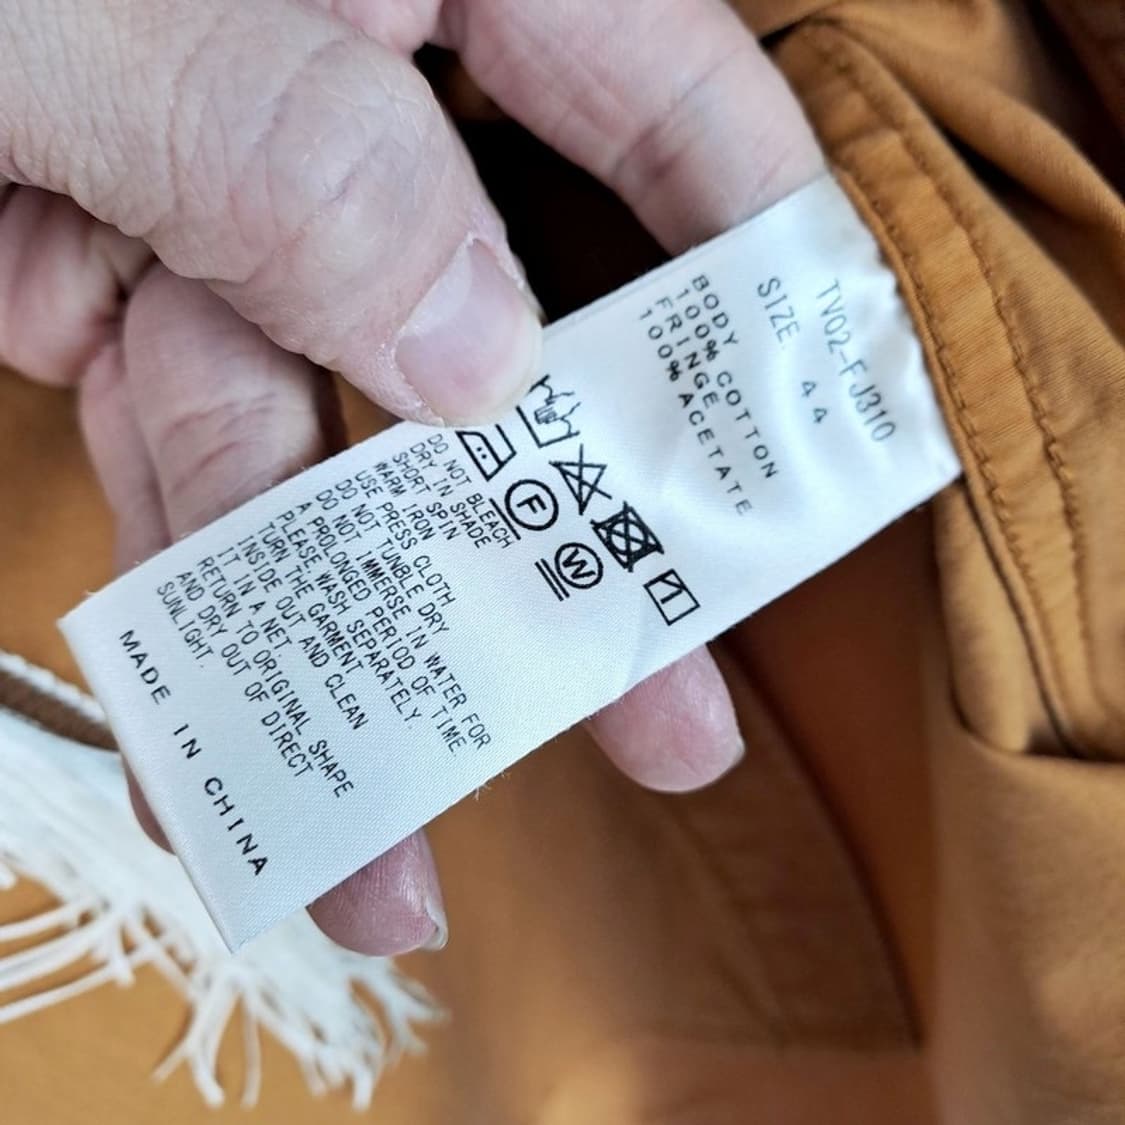 TV02-FJ310
SIZE. 44
BODY
100% COTTON
FRINGE
100% ACETATE
F
W
DO NOT BLEACH
DRY IN SHADE
SHORT SPIN
WARM IRON
USE PRESS CLOTH
DO NOT TUNBLE DRY
DO NOT IMMERSE IN WATER FOR
A PROLONGED PERIOD OF TIME.
PLEASE WASH SEPARATELY.
TURN THE GARMENT
INSIDE OUT AND CLEAN
IT IN A NET
RETURN TO ORIGINAL SHAPE
AND DRY OUT OF DIRECT
SUNLIGHT.
MADE IN CHINA